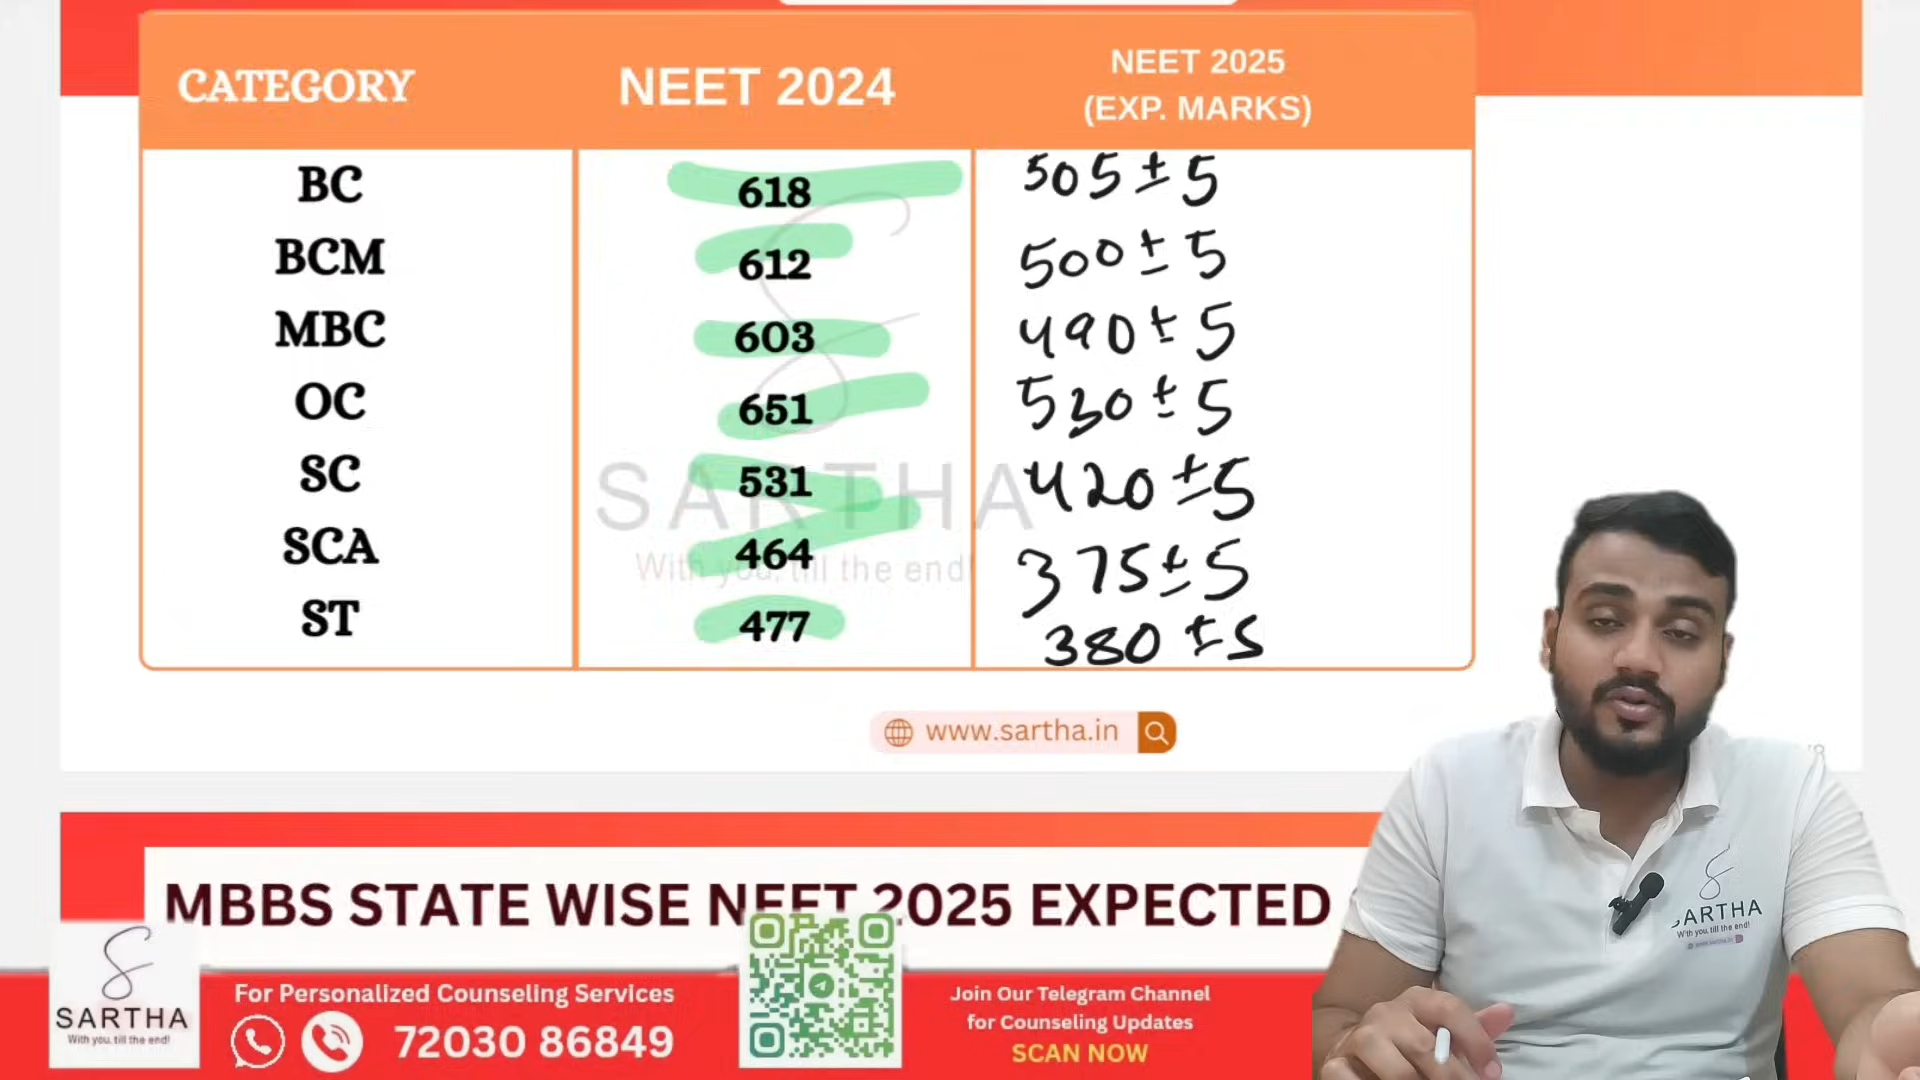 CATEGORY NEET 2024 NEET 2025
(EXP. MARKS)
BC 618 505 ± 5
BCM 612 500 ± 5
MBC 603 490 ± 5
OC 651 530 ± 5
SC 531 420 ± 5
SCA 464 375 ± 5
ST 477 380 ± 5
SARTHA
With you, till the end!
www.sartha.in
MBBS STATE WISE NEET 2025 EXPECTED
SARTHA
With you, till the end!
For Personalized Counseling Services
72030 86849
Join Our Telegram Channel
for Counseling Updates
SCAN NOW
SARTHA
With you, till the end!